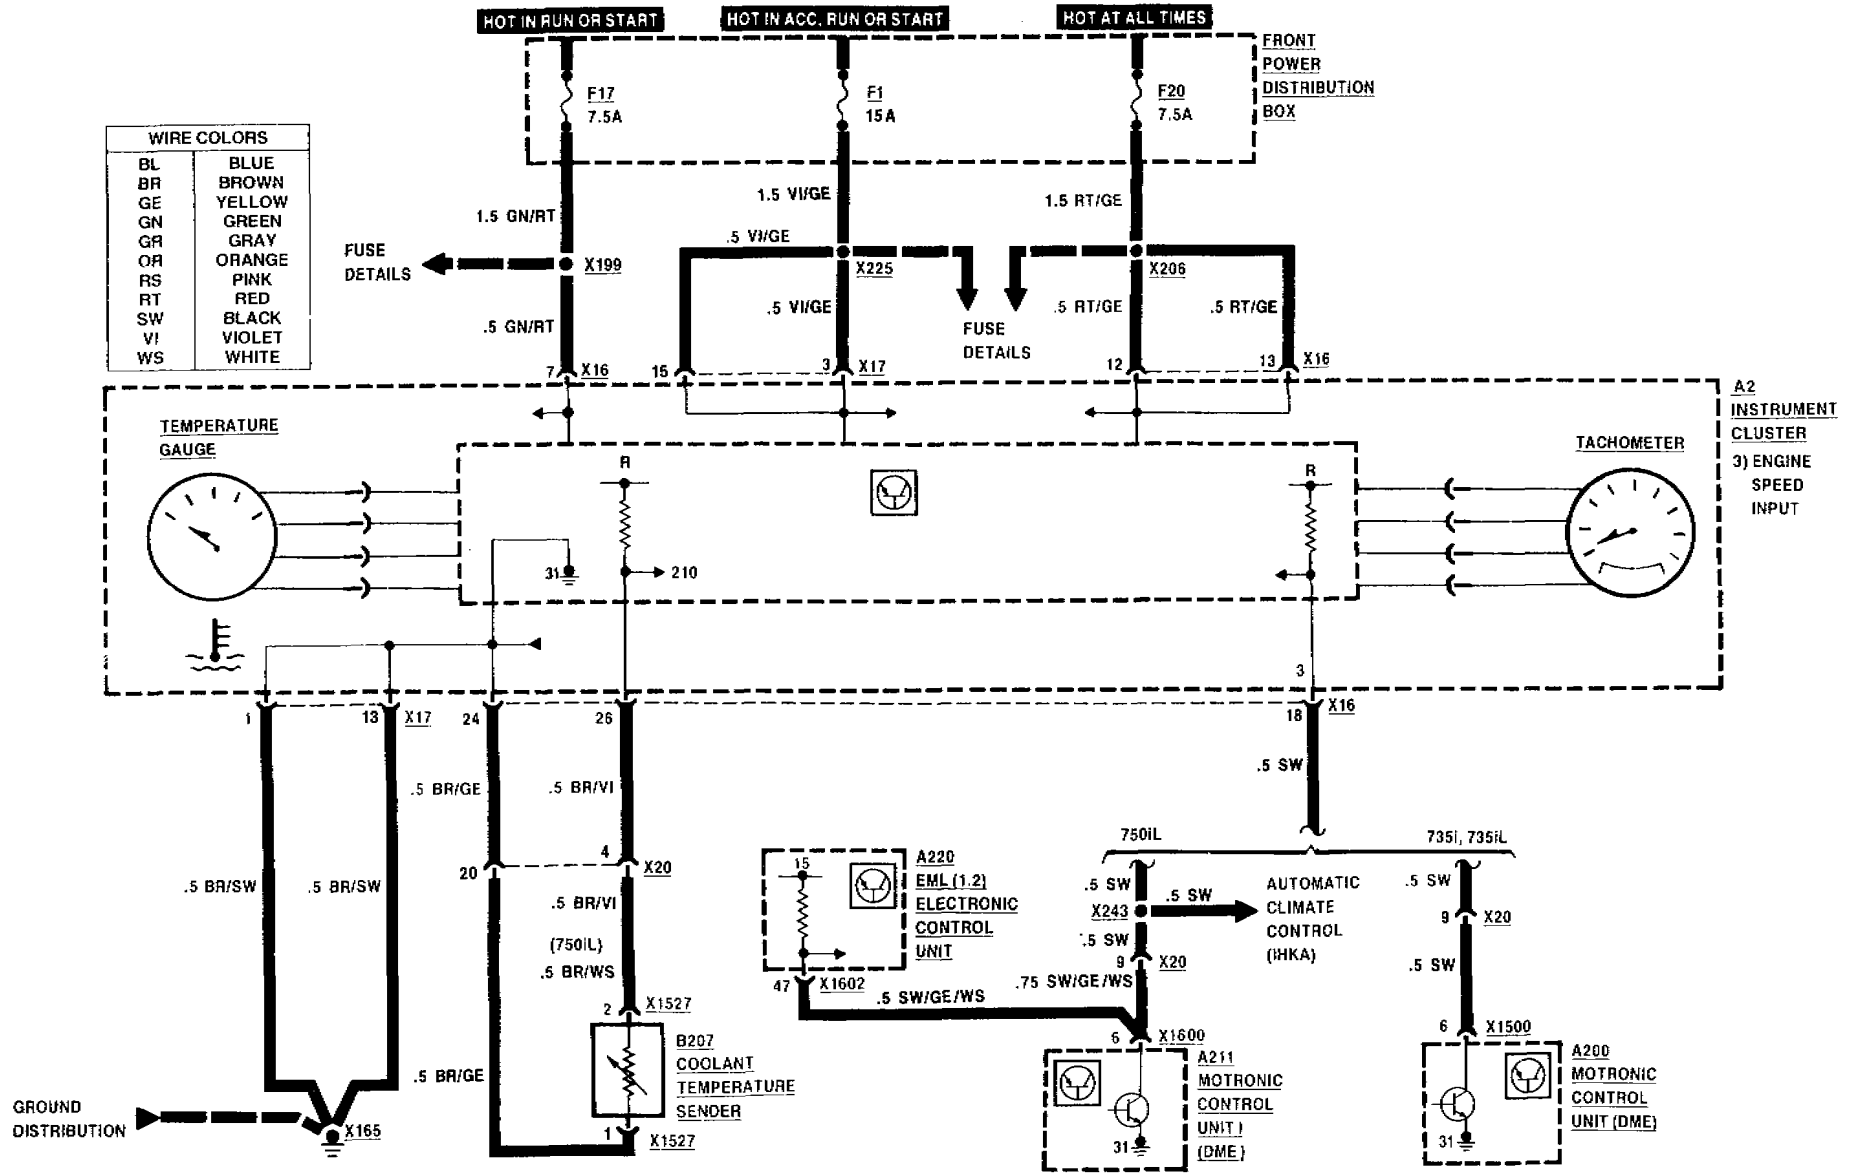 HOT IN RUN OR START
HOT IN ACC, RUN OR START
HOT AT ALL TIMES
FRONT
POWER
DISTRIBUTION
BOX
F17
7.5A
F1
15A
F20
7.5A
WIRE COLORS
BL BLUE
BR BROWN
GE YELLOW
GN GREEN
GR GRAY
OR ORANGE
RS PINK
RT RED
SW BLACK
VI VIOLET
WS WHITE
1.5 GN/RT
1.5 VI/GE
1.5 RT/GE
FUSE
DETAILS
X199
.5 VI/GE
X225
X206
.5 GN/RT
.5 VI/GE
.5 RT/GE
.5 RT/GE
FUSE
DETAILS
7
X16
15
3
X17
12
13
X16
A2
INSTRUMENT
CLUSTER
3) ENGINE
SPEED
INPUT
TEMPERATURE
GAUGE
TACHOMETER
R
R
31
210
3
1
13
X17
24
26
18
X16
.5 SW
.5 BR/GE
.5 BR/VI
750iL
735i, 735iL
20
4
X20
.5 BR/SW
.5 BR/SW
15
A220
EML (1.2)
ELECTRONIC
CONTROL
UNIT
.5 SW
X243
.5 SW
AUTOMATIC
CLIMATE
CONTROL
(IHKA)
.5 SW
9
X20
.5 BR/VI
(750iL)
.5 BR/WS
.5 SW
9
X20
.5 SW
47
X1602
.5 SW/GE/WS
.75 SW/GE/WS
2
X1527
6
X1600
6
X1500
B207
COOLANT
TEMPERATURE
SENDER
.5 BR/GE
1
X1527
A211
MOTRONIC
CONTROL
UNIT I
(DME)
31
A200
MOTRONIC
CONTROL
UNIT (DME)
31
GROUND
DISTRIBUTION
X165